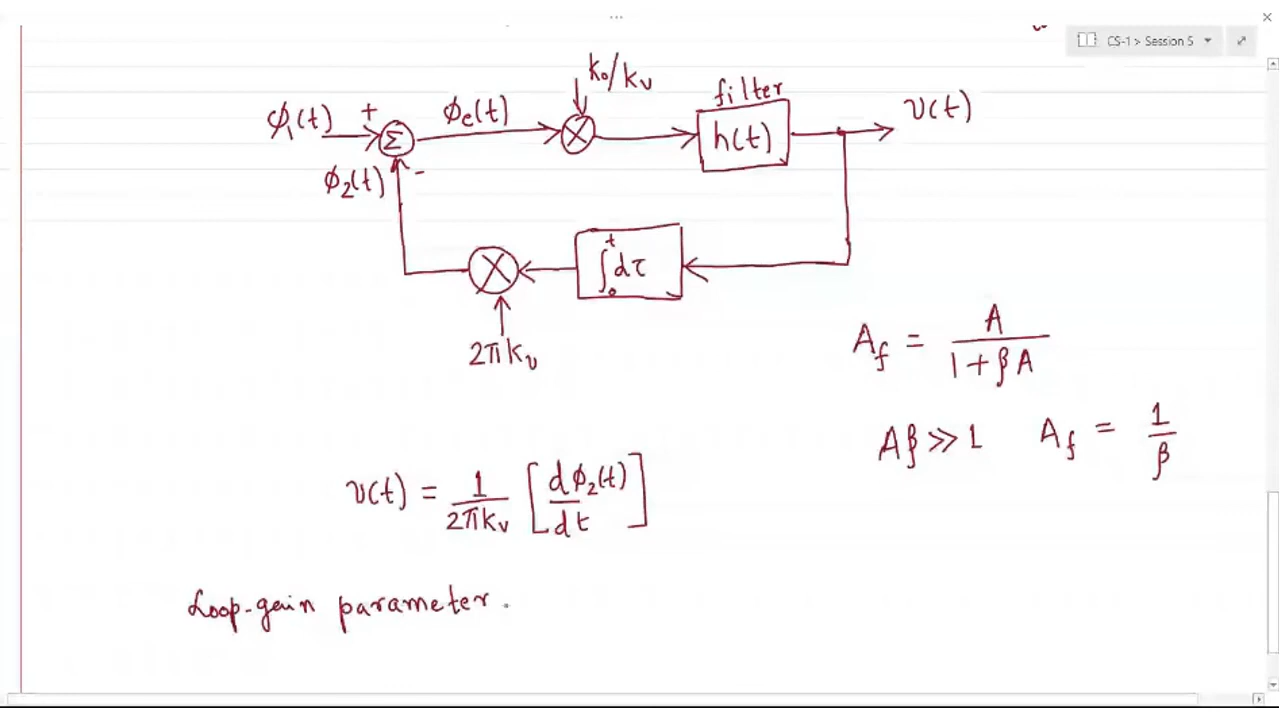 CS-1 > Session 5
k₀/kᵥ
filter
ϕ₁(t) + Σ ϕₑ(t) × h(t) v(t)
ϕ₂(t) -
× ∫₀ᵗ dτ
2πkᵥ
A_f = A / (1 + βA)
Aβ ≫ 1 A_f = 1/β
v(t) = 1/(2πkᵥ) [dϕ₂(t)/dt]
Loop-gain parameter.